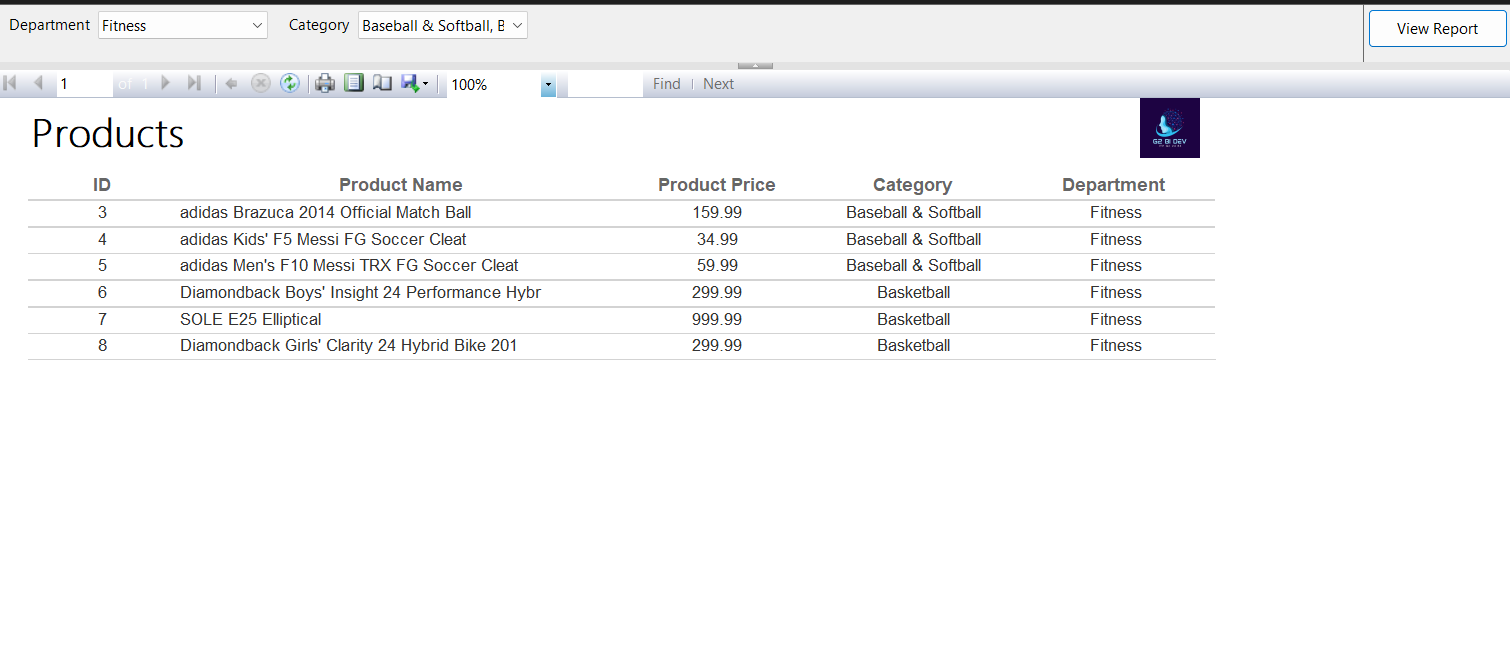 Department Fitness Category Baseball & Softball, B View Report
1 of 1 100% Find | Next
Products
G2 BI DEV
ID Product Name Product Price Category Department
3 adidas Brazuca 2014 Official Match Ball 159.99 Baseball & Softball Fitness
4 adidas Kids' F5 Messi FG Soccer Cleat 34.99 Baseball & Softball Fitness
5 adidas Men's F10 Messi TRX FG Soccer Cleat 59.99 Baseball & Softball Fitness
6 Diamondback Boys' Insight 24 Performance Hybr 299.99 Basketball Fitness
7 SOLE E25 Elliptical 999.99 Basketball Fitness
8 Diamondback Girls' Clarity 24 Hybrid Bike 201 299.99 Basketball Fitness